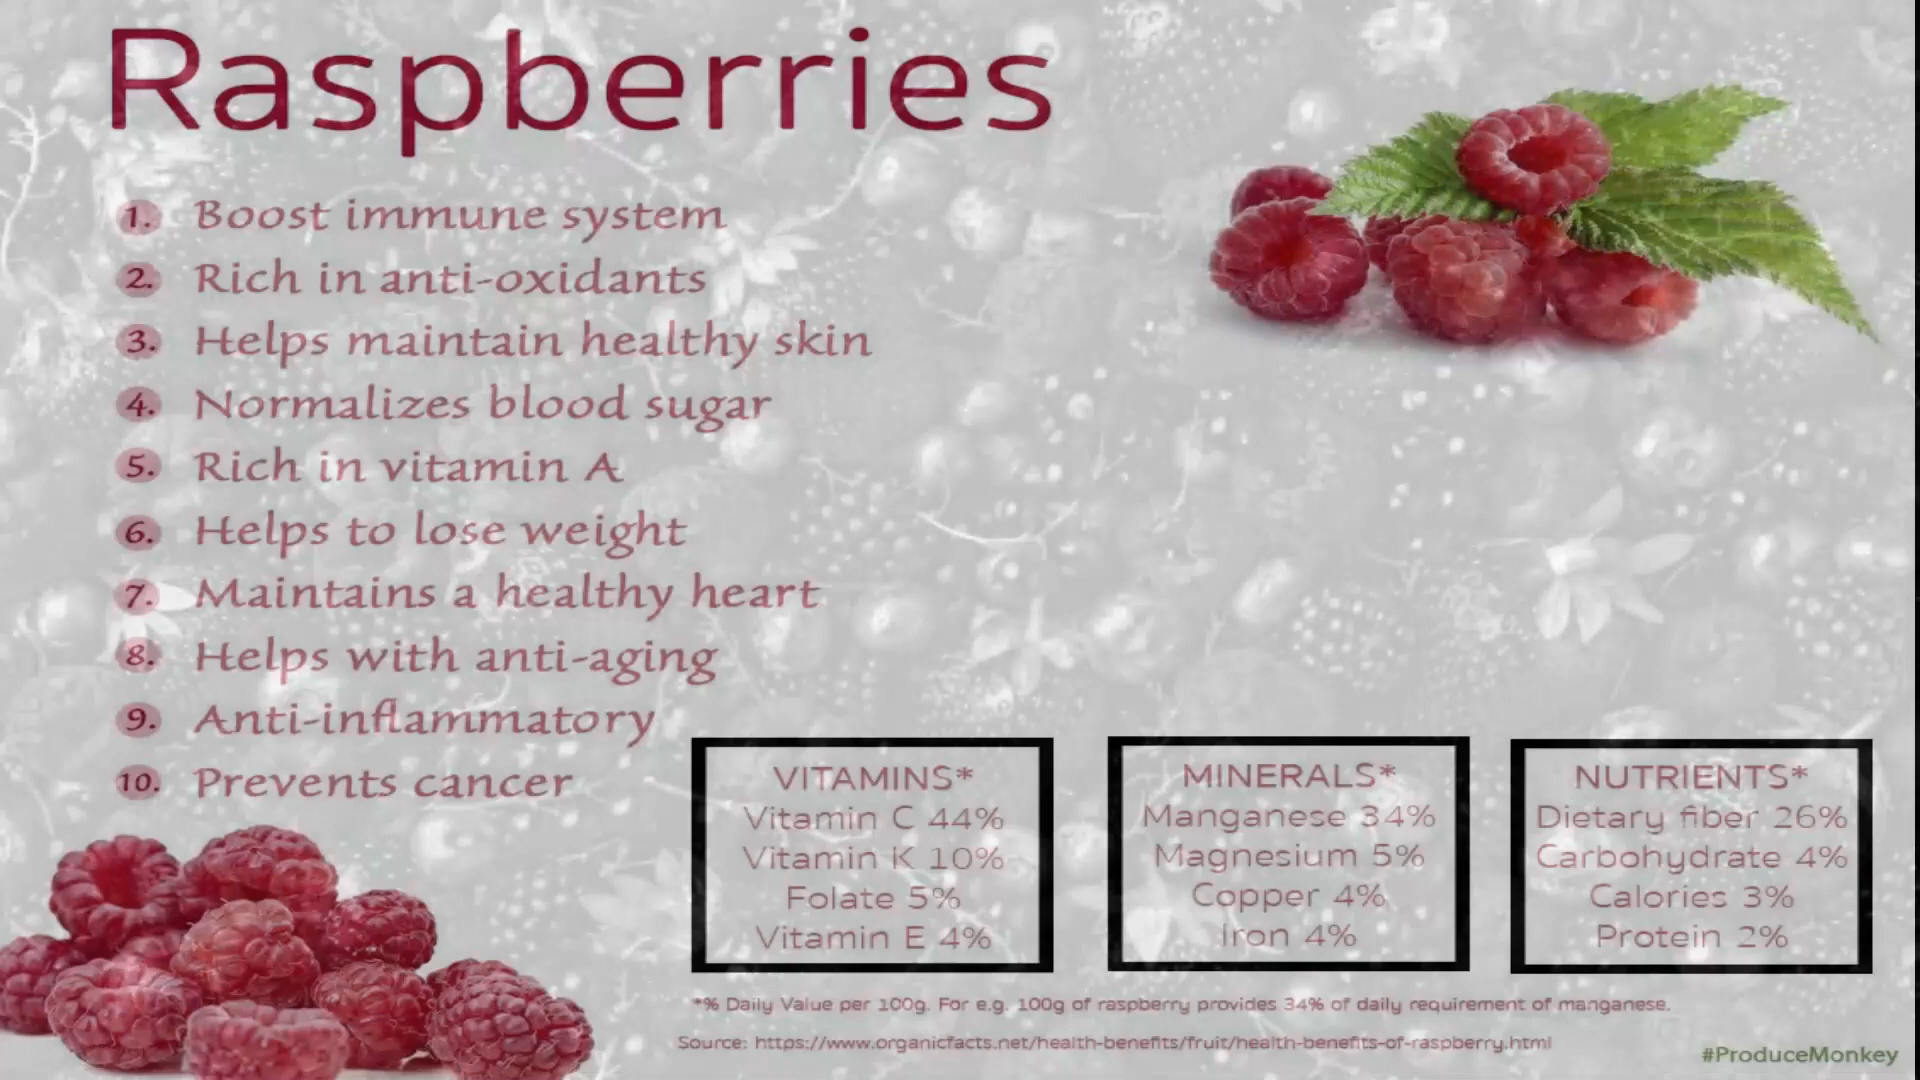 Raspberries
1. Boost immune system
2. Rich in anti-oxidants
3. Helps maintain healthy skin
4. Normalizes blood sugar
5. Rich in vitamin A
6. Helps to lose weight
7. Maintains a healthy heart
8. Helps with anti-aging
9. Anti-inflammatory
10. Prevents cancer
VITAMINS*
Vitamin C 44%
Vitamin K 10%
Folate 5%
Vitamin E 4%
MINERALS*
Manganese 34%
Magnesium 5%
Copper 4%
Iron 4%
NUTRIENTS*
Dietary fiber 26%
Carbohydrate 4%
Calories 3%
Protein 2%
*% Daily Value per 100g. For e.g. 100g of raspberry provides 34% of daily requirement of manganese.
Source: https://www.organicfacts.net/health-benefits/fruit/health-benefits-of-raspberry.html
#ProduceMonkey